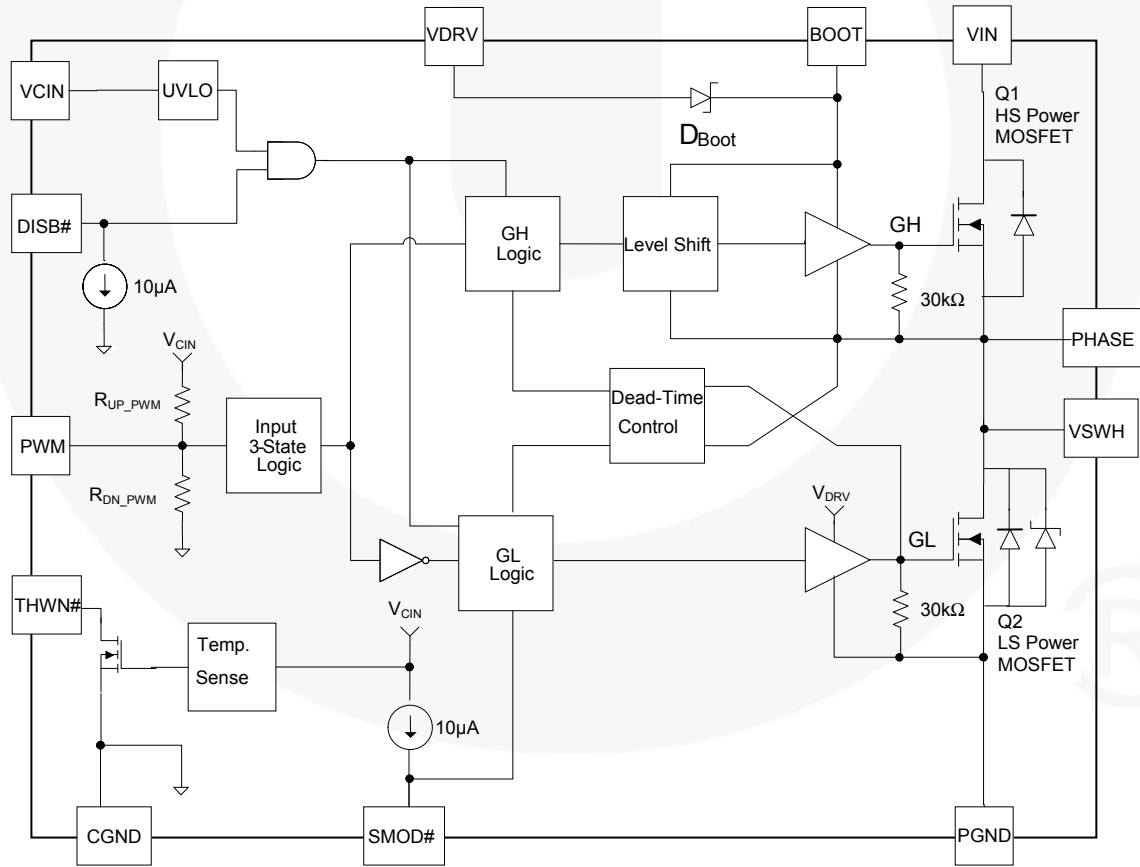 VDRV
BOOT
VIN
VCIN
UVLO
Q1
HS Power
MOSFET
DBoot
DISB#
GH
Logic
Level Shift
GH
10µA
30kΩ
VCIN
PHASE
RUP_PWM
Dead-Time
Control
Input
3-State
Logic
PWM
VSWH
RDN_PWM
VDRV
GL
Logic
GL
THWN#
VCIN
30kΩ
Temp.
Sense
Q2
LS Power
MOSFET
10µA
CGND
SMOD#
PGND
®